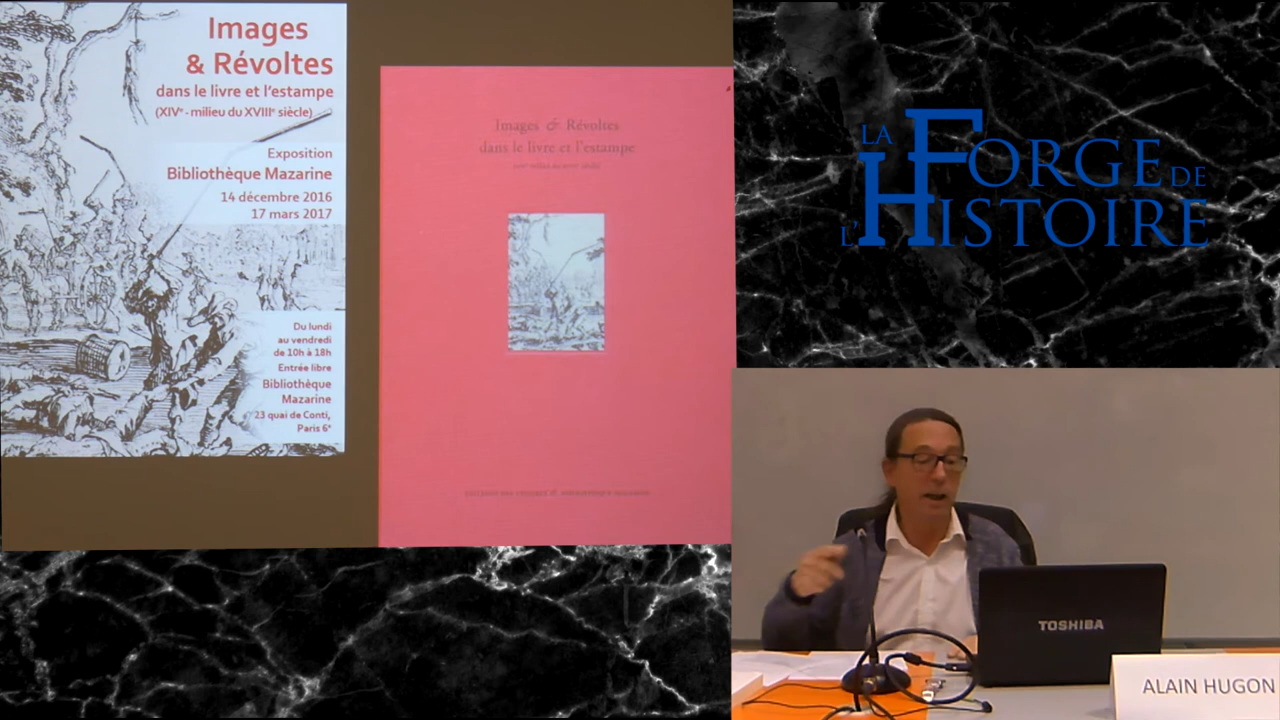 Images
& Révoltes
dans le livre et l'estampe
(XIVe - milieu du XVIIIe siècle)
Exposition
Bibliothèque Mazarine
14 décembre 2016
17 mars 2017
Du lundi
au vendredi
de 10h à 18h
Entrée libre
Bibliothèque
Mazarine
23 quai de Conti,
Paris 6e
Images & Révoltes
dans le livre et l'estampe
LA FORGE DE
L'HISTOIRE
TOSHIBA
ALAIN HUGON